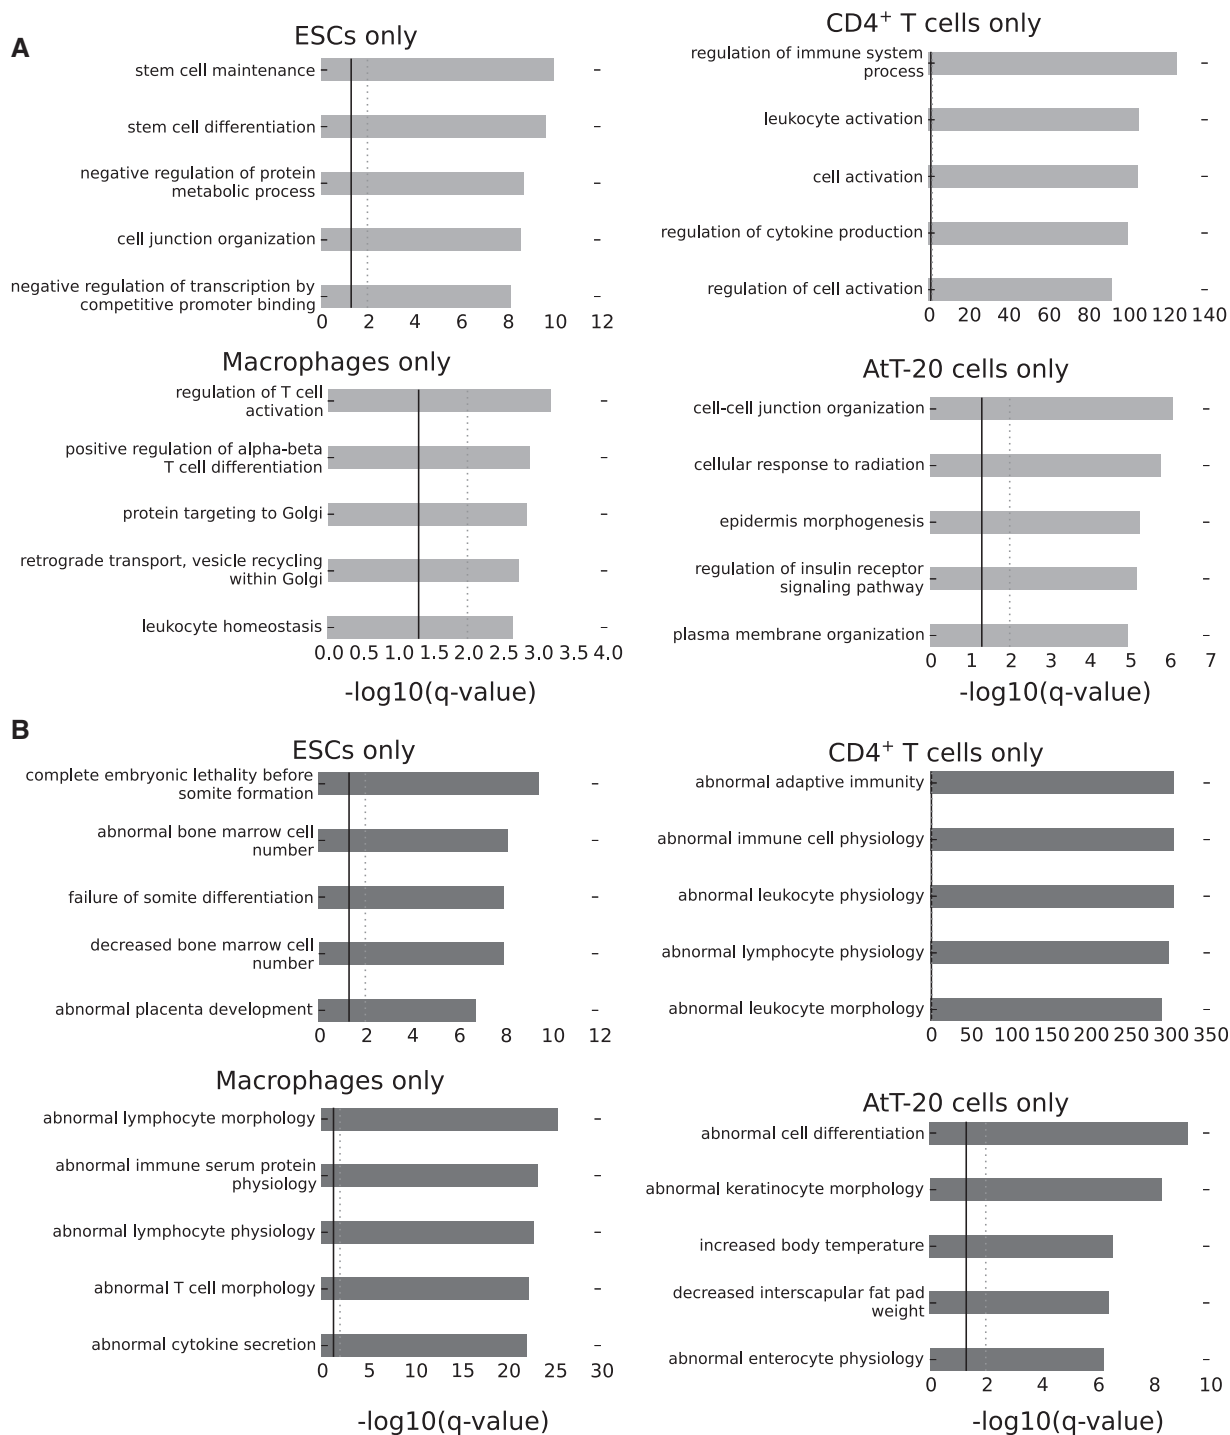 A
ESCs only
stem cell maintenance
stem cell differentiation
negative regulation of protein
metabolic process
cell junction organization
negative regulation of transcription by
competitive promoter binding
0 2 4 6 8 10 12
CD4+ T cells only
regulation of immune system
process
leukocyte activation
cell activation
regulation of cytokine production
regulation of cell activation
0 20 40 60 80 100 120 140
Macrophages only
regulation of T cell
activation
positive regulation of alpha-beta
T cell differentiation
protein targeting to Golgi
retrograde transport, vesicle recycling
within Golgi
leukocyte homeostasis
0.0 0.5 1.0 1.5 2.0 2.5 3.0 3.5 4.0
-log10(q-value)
AtT-20 cells only
cell-cell junction organization
cellular response to radiation
epidermis morphogenesis
regulation of insulin receptor
signaling pathway
plasma membrane organization
0 1 2 3 4 5 6 7
-log10(q-value)
B
ESCs only
complete embryonic lethality before
somite formation
abnormal bone marrow cell
number
failure of somite differentiation
decreased bone marrow cell
number
abnormal placenta development
0 2 4 6 8 10 12
CD4+ T cells only
abnormal adaptive immunity
abnormal immune cell physiology
abnormal leukocyte physiology
abnormal lymphocyte physiology
abnormal leukocyte morphology
0 50 100 150 200 250 300 350
Macrophages only
abnormal lymphocyte morphology
abnormal immune serum protein
physiology
abnormal lymphocyte physiology
abnormal T cell morphology
abnormal cytokine secretion
0 5 10 15 20 25 30
-log10(q-value)
AtT-20 cells only
abnormal cell differentiation
abnormal keratinocyte morphology
increased body temperature
decreased interscapular fat pad
weight
abnormal enterocyte physiology
0 2 4 6 8 10
-log10(q-value)